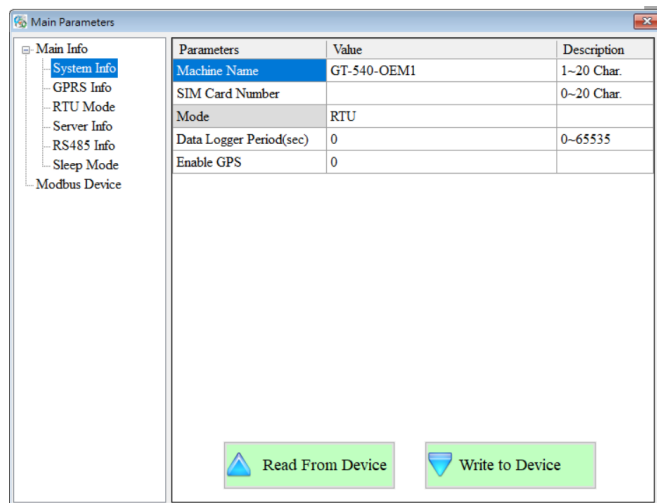 Main Parameters
Main Info
System Info
GPRS Info
RTU Mode
Server Info
RS485 Info
Sleep Mode
Modbus Device
Parameters Value Description
Machine Name GT-540-OEM1 1~20 Char.
SIM Card Number 0~20 Char.
Mode RTU
Data Logger Period(sec) 0 0~65535
Enable GPS 0
Read From Device Write to Device